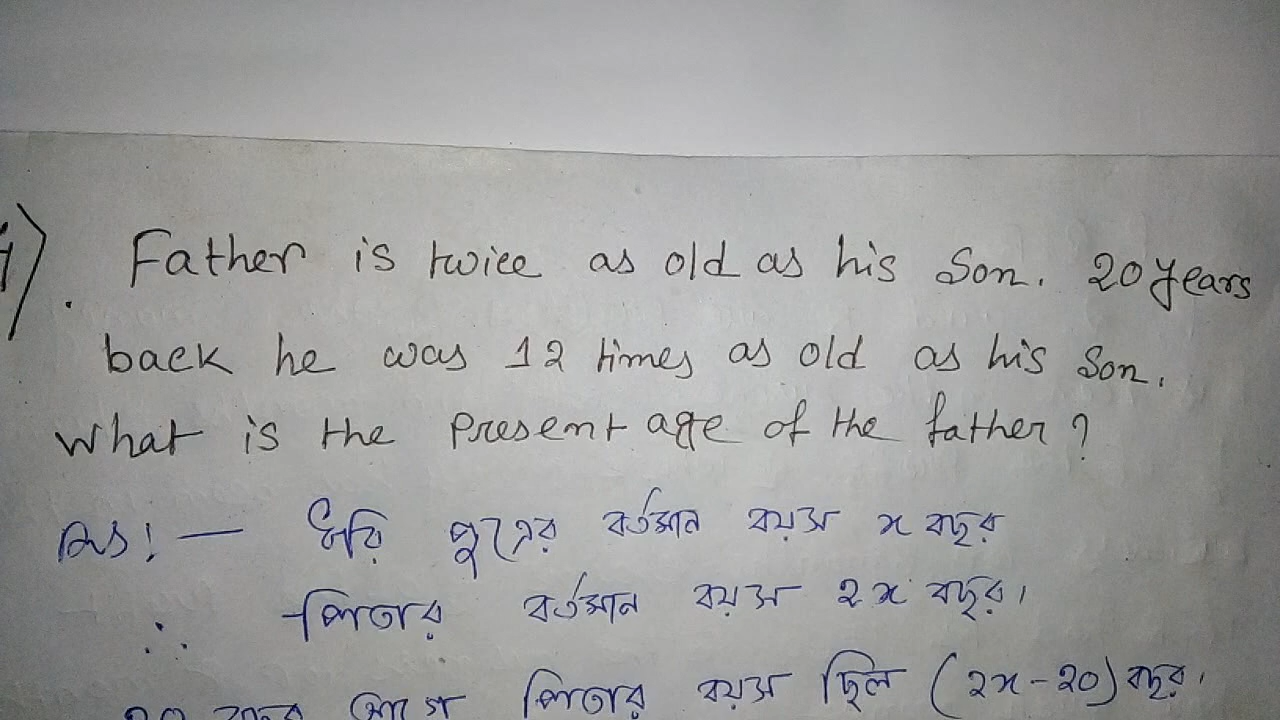 Father is twice as old as his son. 20 years
back he was 12 times as old as his son.
What is the present age of the father?
Ans:— ধরি পুত্রের বর্তমান বয়স x বছর
∴ পিতার বর্তমান বয়স 2x বছর।
পিতার বয়স ছিল (2x-20) বছর।